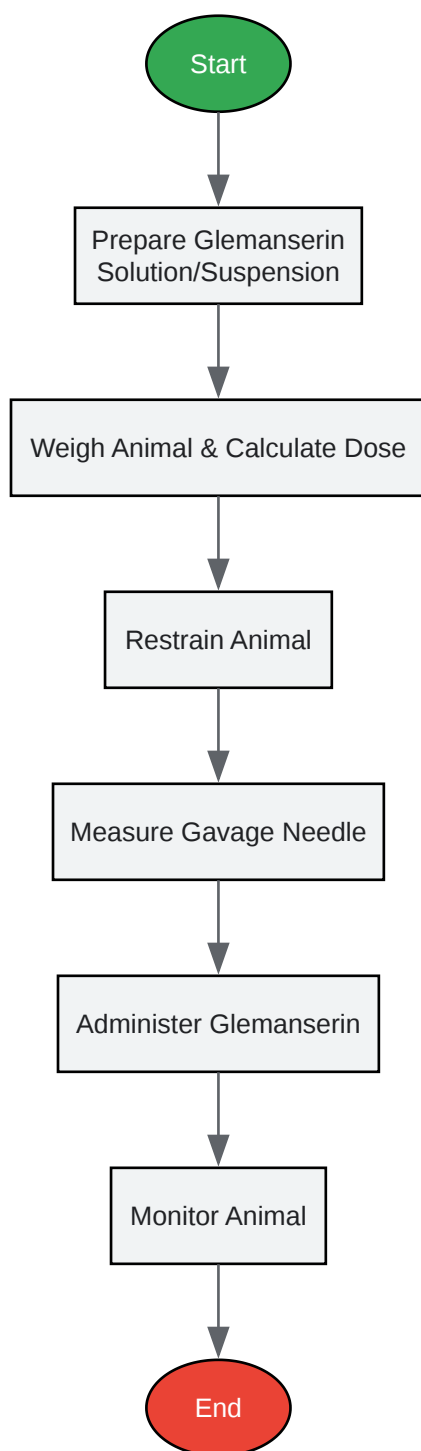 Start
Prepare Glemanserin
Solution/Suspension
Weigh Animal & Calculate Dose
Restrain Animal
Measure Gavage Needle
Administer Glemanserin
Monitor Animal
End